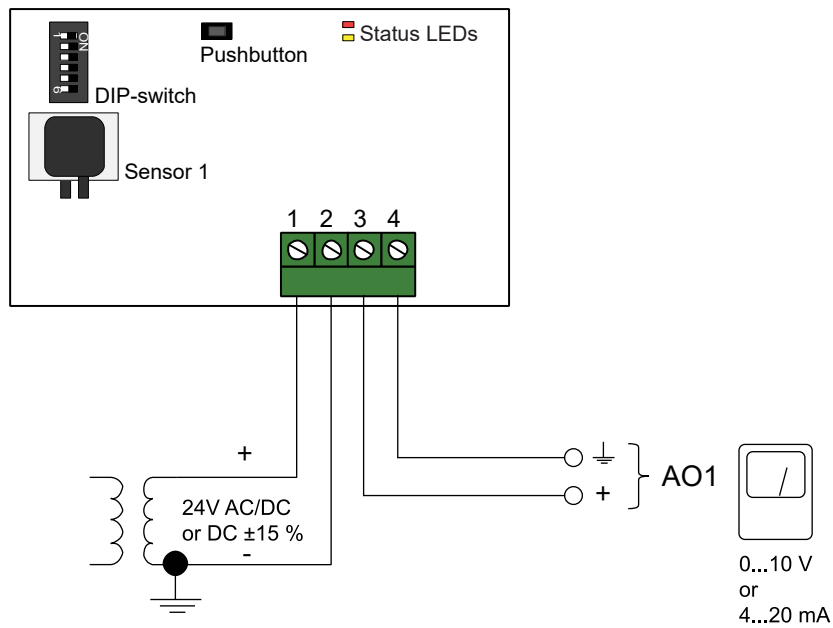 1
ON
6
DIP-switch
Pushbutton
Status LEDs
Sensor 1
1 2 3 4
+
24V AC/DC
or DC ±15 %
-
+
AO1
0...10 V
or
4...20 mA